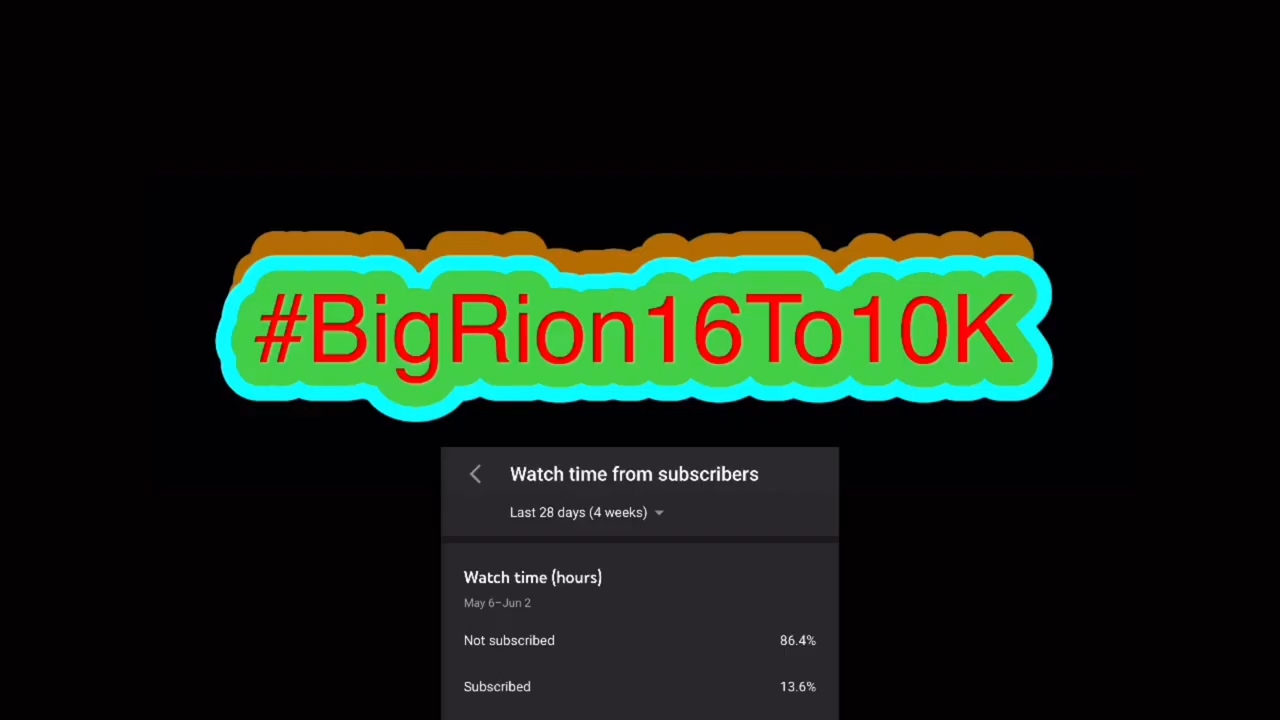 #BigRion16To10K
Watch time from subscribers
Last 28 days (4 weeks)
Watch time (hours)
May 6–Jun 2
Not subscribed 86.4%
Subscribed 13.6%